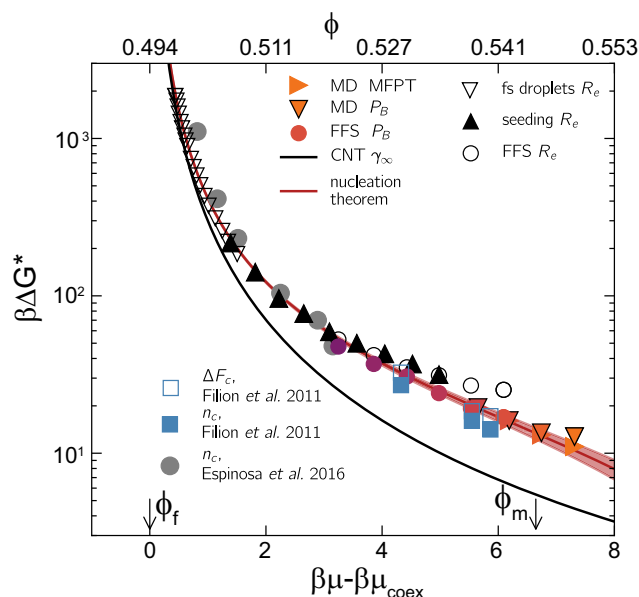 ϕ
0.494 0.511 0.527 0.541 0.553
MD MFPT
MD P_B
FFS P_B
CNT γ_∞
nucleation
theorem
fs droplets R_e
seeding R_e
FFS R_e
10^3
10^2
10^1
βΔG*
ΔF_c,
Filion et al. 2011
n_c,
Filion et al. 2011
n_c,
Espinosa et al. 2016
ϕ_f
ϕ_m
0 2 4 6 8
βμ-βμ_coex